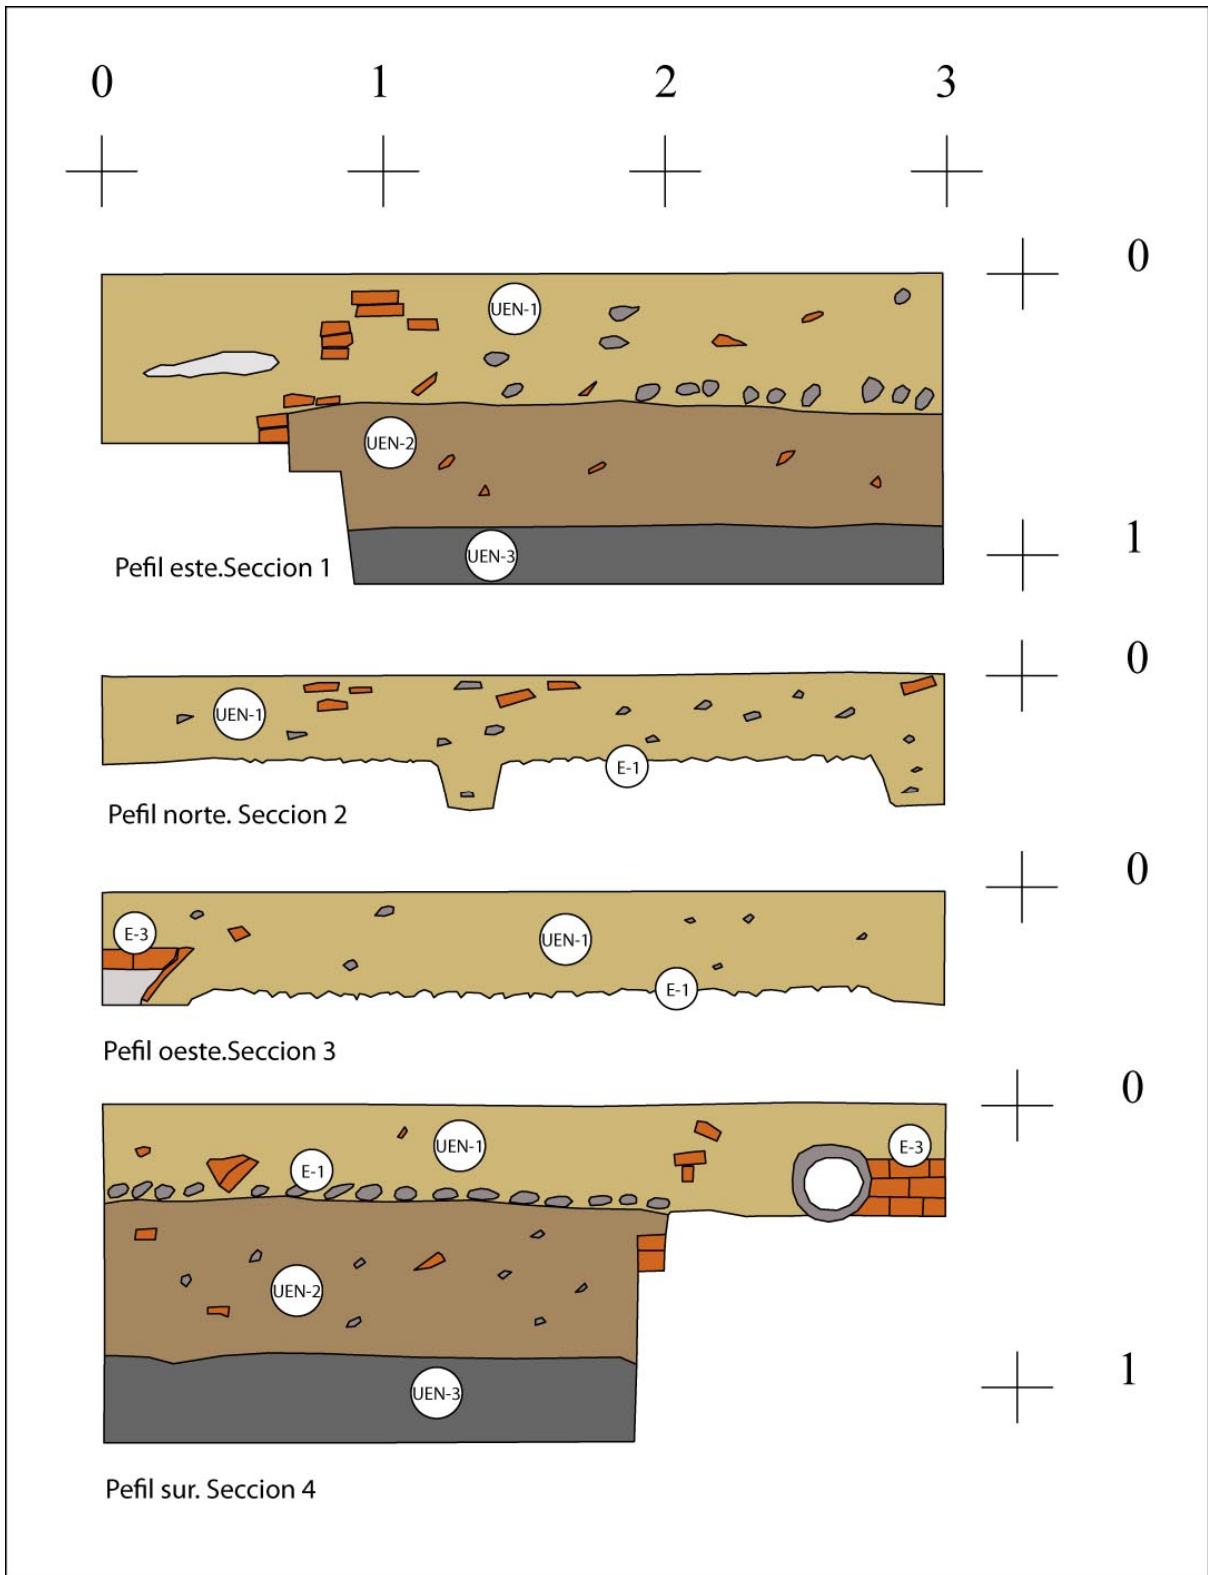 0 1 2 3
0
UEN-1
UEN-2
1
UEN-3
Pefil este.Seccion 1
0
UEN-1
E-1
Pefil norte. Seccion 2
0
E-3
UEN-1
E-1
Pefil oeste.Seccion 3
0
UEN-1
E-3
E-1
UEN-2
1
UEN-3
Pefil sur. Seccion 4